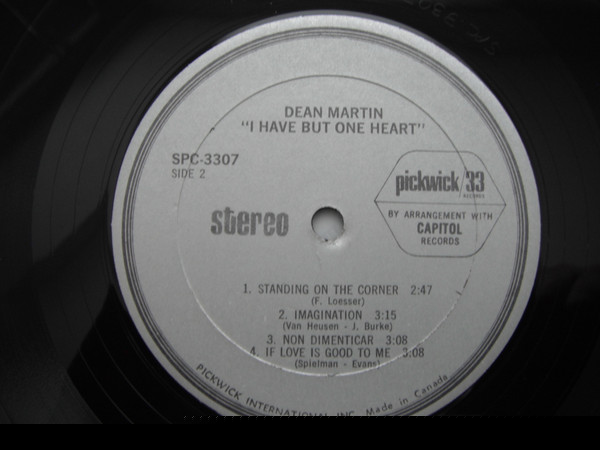 DEAN MARTIN
"I HAVE BUT ONE HEART"
SPC-3307
SIDE 2
pickwick/33
RECORDS
BY ARRANGEMENT WITH
CAPITOL
RECORDS
stereo
1. STANDING ON THE CORNER 2:47
(F. Loesser)
2. IMAGINATION 3:15
(Van Heusen - J. Burke)
3. NON DIMENTICAR 3:08
4. IF LOVE IS GOOD TO ME 3:08
(Spielman - Evans)
PICKWICK INTERNATIONAL INC. Made in Canada